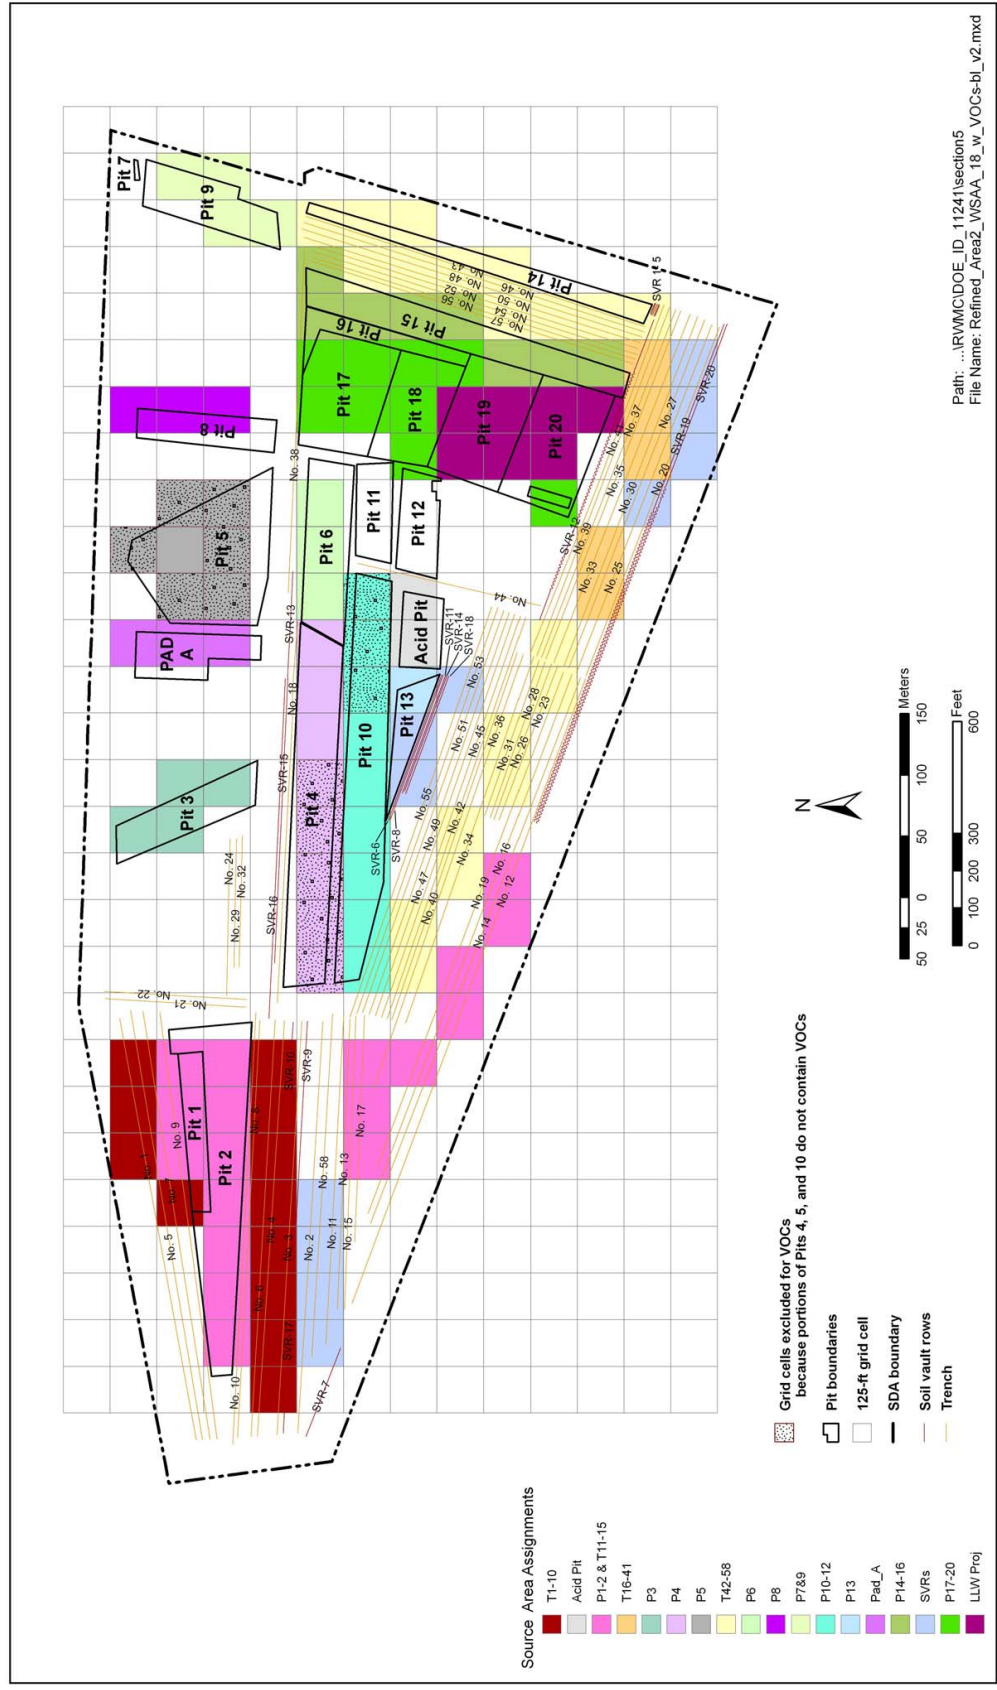 Pit 7
Pit 9
Pit 8
Pit 5
PAD
A
Pit 3
Pit 1
Pit 2
Pit 4
Pit 6
Pit 10
Pit 11
Pit 12
Acid Pit
Pit 13
Pit 14
Pit 15
Pit 16
Pit 17
Pit 18
Pit 19
Pit 20
No. 1
No. 9
No. 7
No. 5
No. 8
No. 4
No. 3
No. 6
No. 10
No. 2
No. 11
No. 15
No. 58
No. 13
No. 17
No. 22
No. 21
No. 24
No. 29
No. 32
No. 18
No. 38
No. 44
No. 43
No. 48
No. 52
No. 56
No. 46
No. 50
No. 54
No. 57
No. 53
No. 51
No. 45
No. 36
No. 31
No. 26
No. 28
No. 23
No. 55
No. 49
No. 42
No. 34
No. 47
No. 40
No. 19
No. 16
No. 14
No. 12
No. 33
No. 25
No. 39
No. 35
No. 30
No. 20
No. 41
No. 37
No. 27
SVR-7
SVR-17
SVR-10
SVR-9
SVR-16
SVR-15
SVR-13
SVR-6
SVR-8
SVR-11
SVR-14
SVR-18
SVR-12
SVR-19
SVR-20
SVR 1-5
N
50 25 0 50 100 150
Meters
0 100 200 300 600
Feet
Source Area Assignments
T1-10
Acid Pit
P1-2 & T11-15
T16-41
P3
P4
P5
T42-58
P6
P8
P7&9
P10-12
P13
Pad_A
P14-16
SVRs
P17-20
LLW Proj
Grid cells excluded for VOCs
because portions of Pits 4, 5, and 10 do not contain VOCs
Pit boundaries
125-ft grid cell
SDA boundary
Soil vault rows
Trench
Path: ...\RWMC\DOE_ID_11241\section5
File Name: Refined_Area2_WSAA_18_w_VOCs-bl_v2.mxd